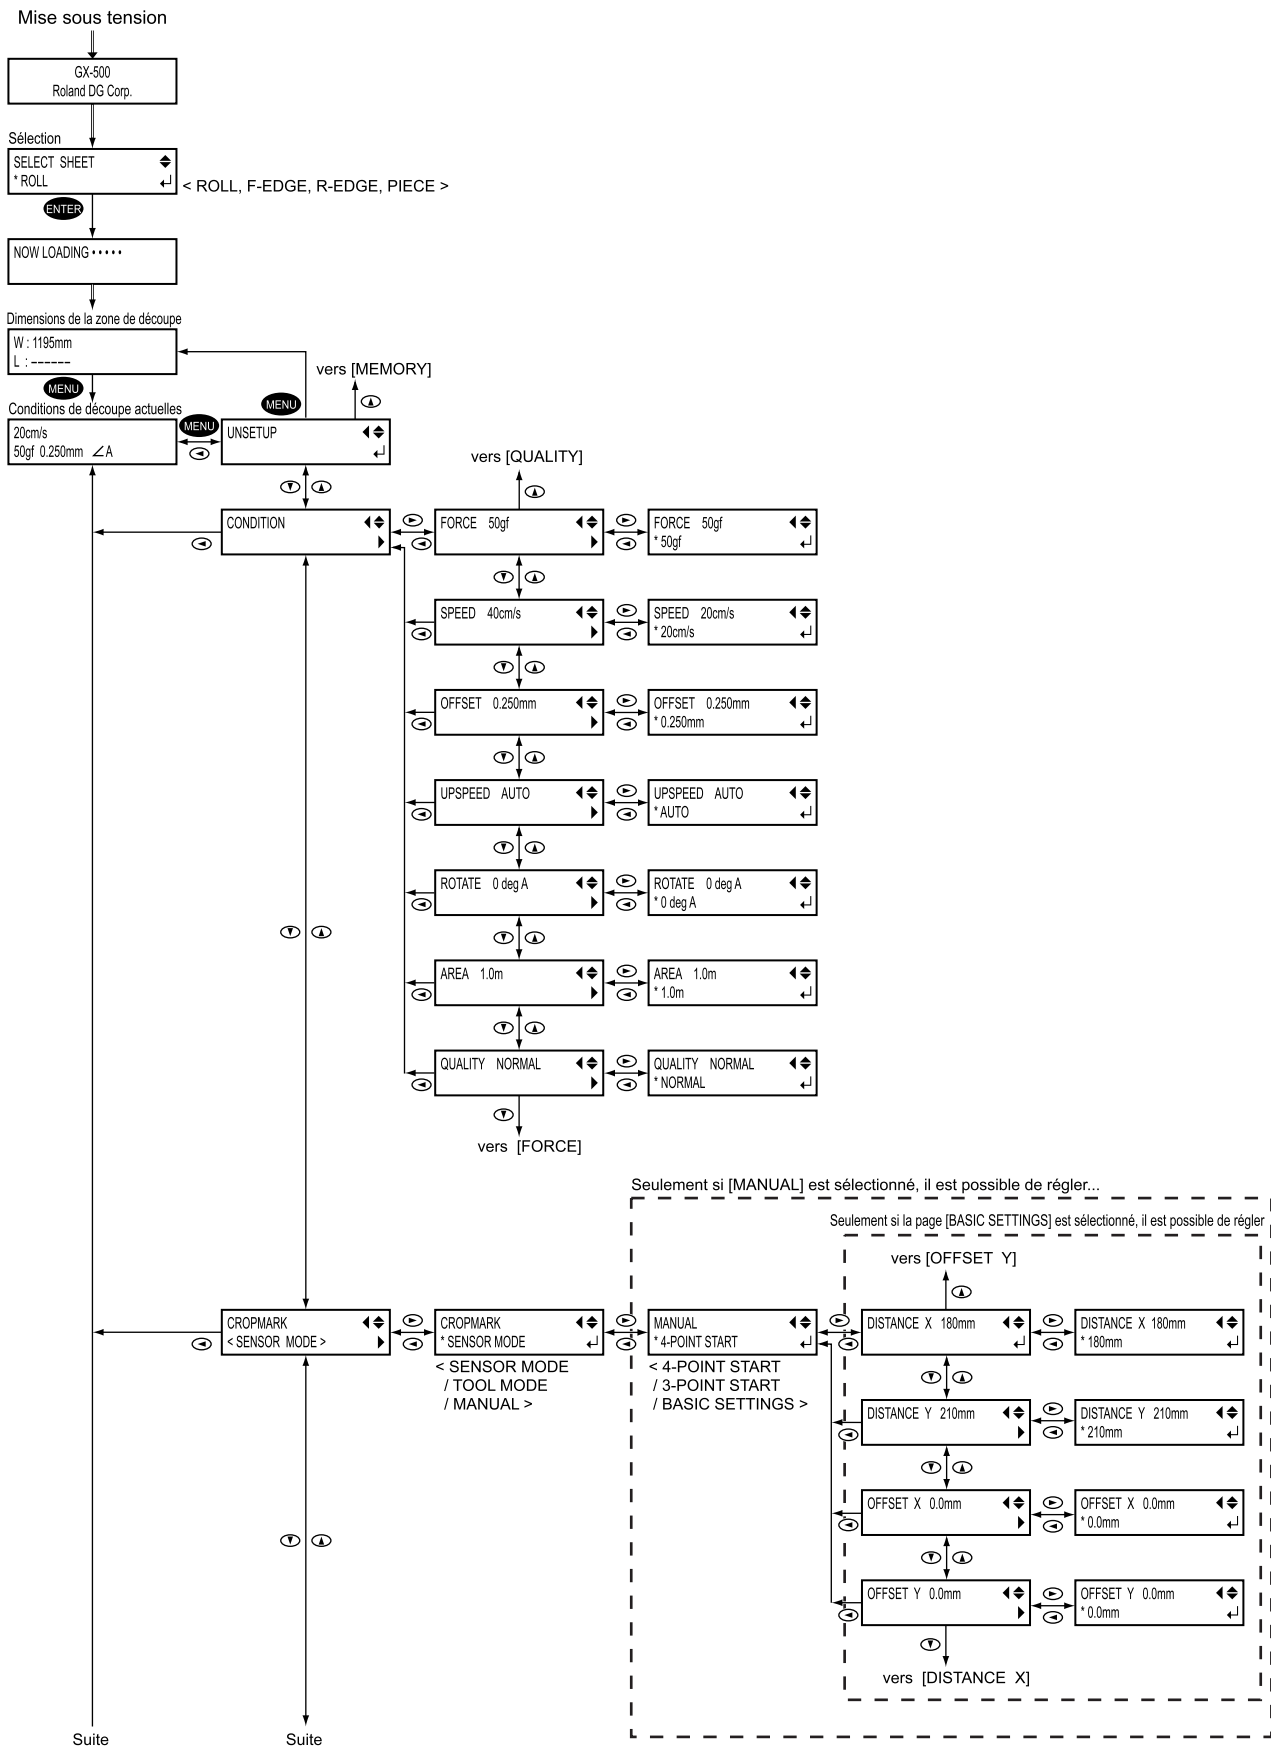 Mise sous tension
GX-500
Roland DG Corp.
Sélection
SELECT SHEET
* ROLL
< ROLL, F-EDGE, R-EDGE, PIECE >
ENTER
NOW LOADING •••••
Dimensions de la zone de découpe
W : 1195mm
L : ––––––
MENU
vers [MEMORY]
MENU
Conditions de découpe actuelles
20cm/s
50gf 0.250mm ∠A
MENU
UNSETUP
vers [QUALITY]
CONDITION
FORCE 50gf
FORCE 50gf
* 50gf
SPEED 40cm/s
SPEED 20cm/s
* 20cm/s
OFFSET 0.250mm
OFFSET 0.250mm
* 0.250mm
UPSPEED AUTO
UPSPEED AUTO
* AUTO
ROTATE 0 deg A
ROTATE 0 deg A
* 0 deg A
AREA 1.0m
AREA 1.0m
* 1.0m
QUALITY NORMAL
QUALITY NORMAL
* NORMAL
vers [FORCE]
Seulement si [MANUAL] est sélectionné, il est possible de régler...
Seulement si la page [BASIC SETTINGS] est sélectionné, il est possible de régler
vers [OFFSET Y]
CROPMARK
< SENSOR MODE >
CROPMARK
* SENSOR MODE
< SENSOR MODE
/ TOOL MODE
/ MANUAL >
MANUAL
* 4-POINT START
< 4-POINT START
/ 3-POINT START
/ BASIC SETTINGS >
DISTANCE X 180mm
DISTANCE X 180mm
* 180mm
DISTANCE Y 210mm
DISTANCE Y 210mm
* 210mm
OFFSET X 0.0mm
OFFSET X 0.0mm
* 0.0mm
OFFSET Y 0.0mm
OFFSET Y 0.0mm
* 0.0mm
vers [DISTANCE X]
Suite
Suite